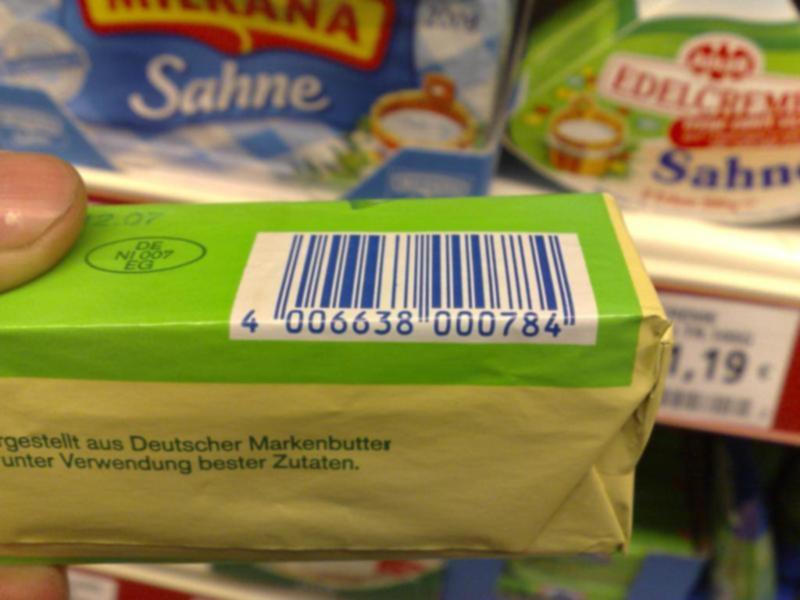 MILKANA
Sahne
EDELCREME
Sahne
2.07
DE
NI 007
EG
4 006638 000784
1,19 €
rgestellt aus Deutscher Markenbutter
unter Verwendung bester Zutaten.